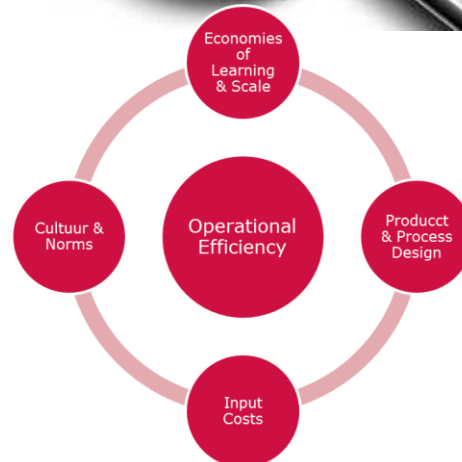 Economies
of
Learning
& Scale
Cultuur &
Norms
Operational
Efficiency
Producct
& Process
Design
Input
Costs